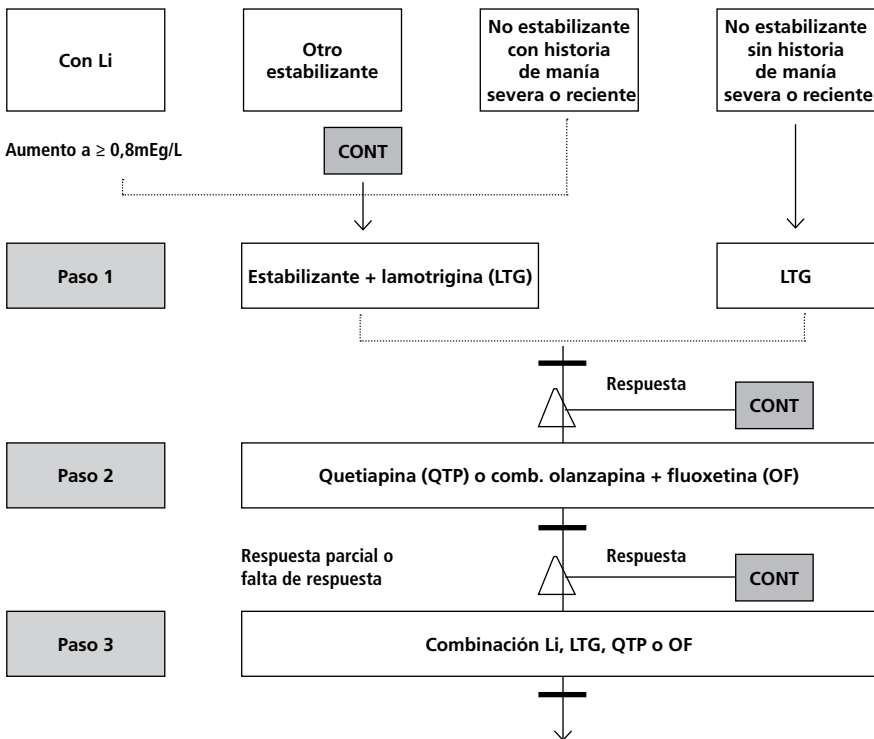 Con Li
Otro
estabilizante
No estabilizante
con historia
de manía
severa o reciente
No estabilizante
sin historia
de manía
severa o reciente
Aumento a ≥ 0,8mEg/L
CONT
Paso 1
Estabilizante + lamotrigina (LTG)
LTG
Respuesta
CONT
Paso 2
Quetiapina (QTP) o comb. olanzapina + fluoxetina (OF)
Respuesta parcial o
falta de respuesta
Respuesta
CONT
Paso 3
Combinación Li, LTG, QTP o OF